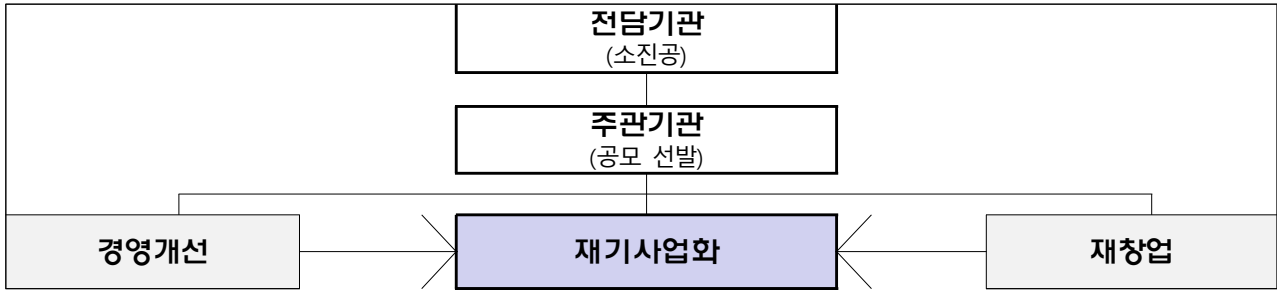 전담기관
(소진공)
주관기관
(공모 선발)
경영개선
재기사업화
재창업